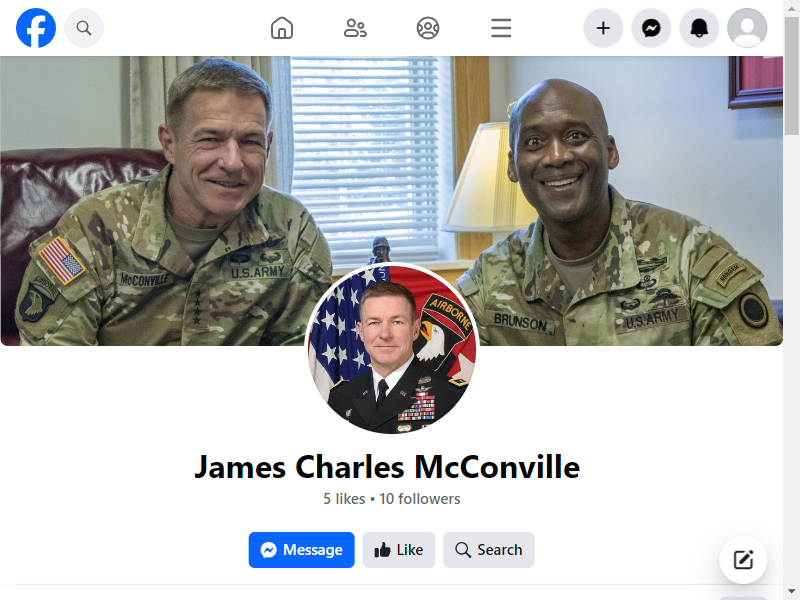 McCONVILLE
U.S.ARMY
BRUNSON
U.S.ARMY
AIRBORNE
James Charles McConville
5 likes • 10 followers
Message
Like
Search